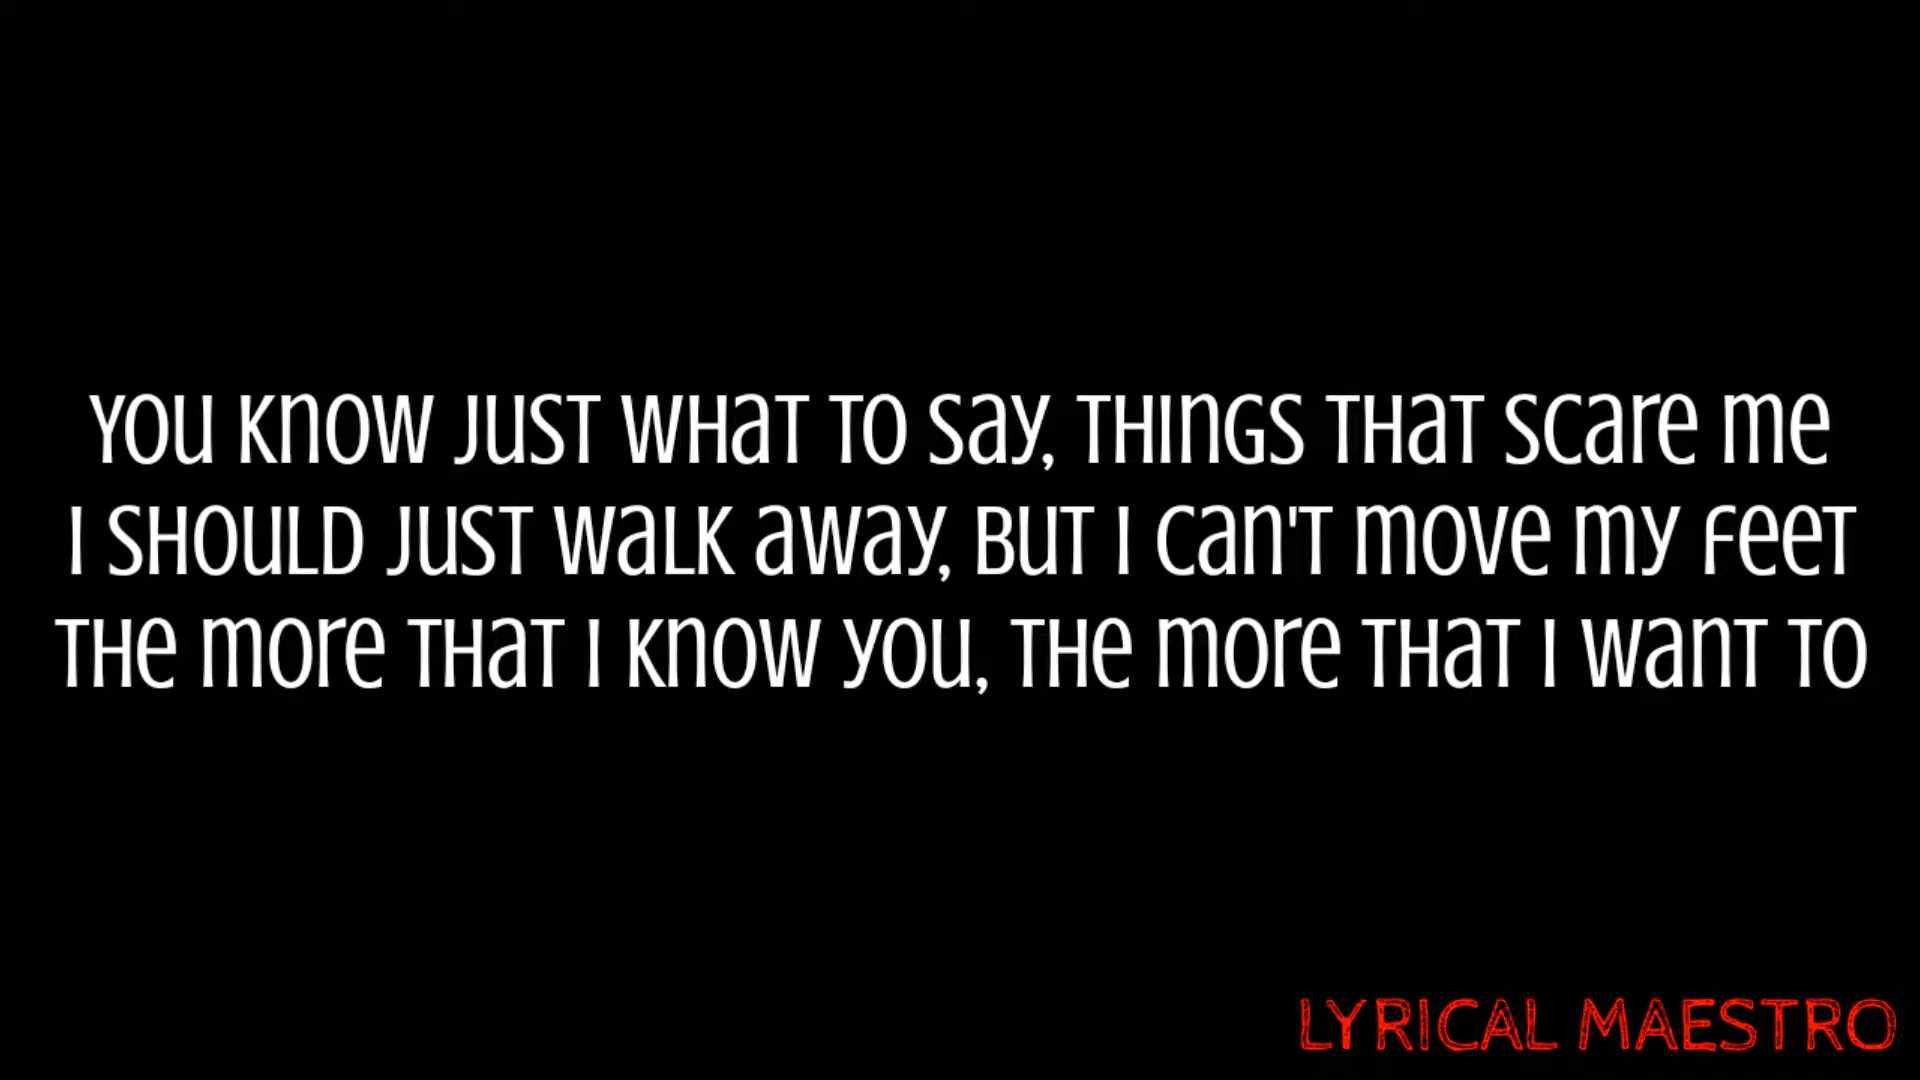 You know just what to say, things that scare me
I should just walk away, but I can't move my feet
The more that I know you, the more that I want to
LYRICAL MAESTRO